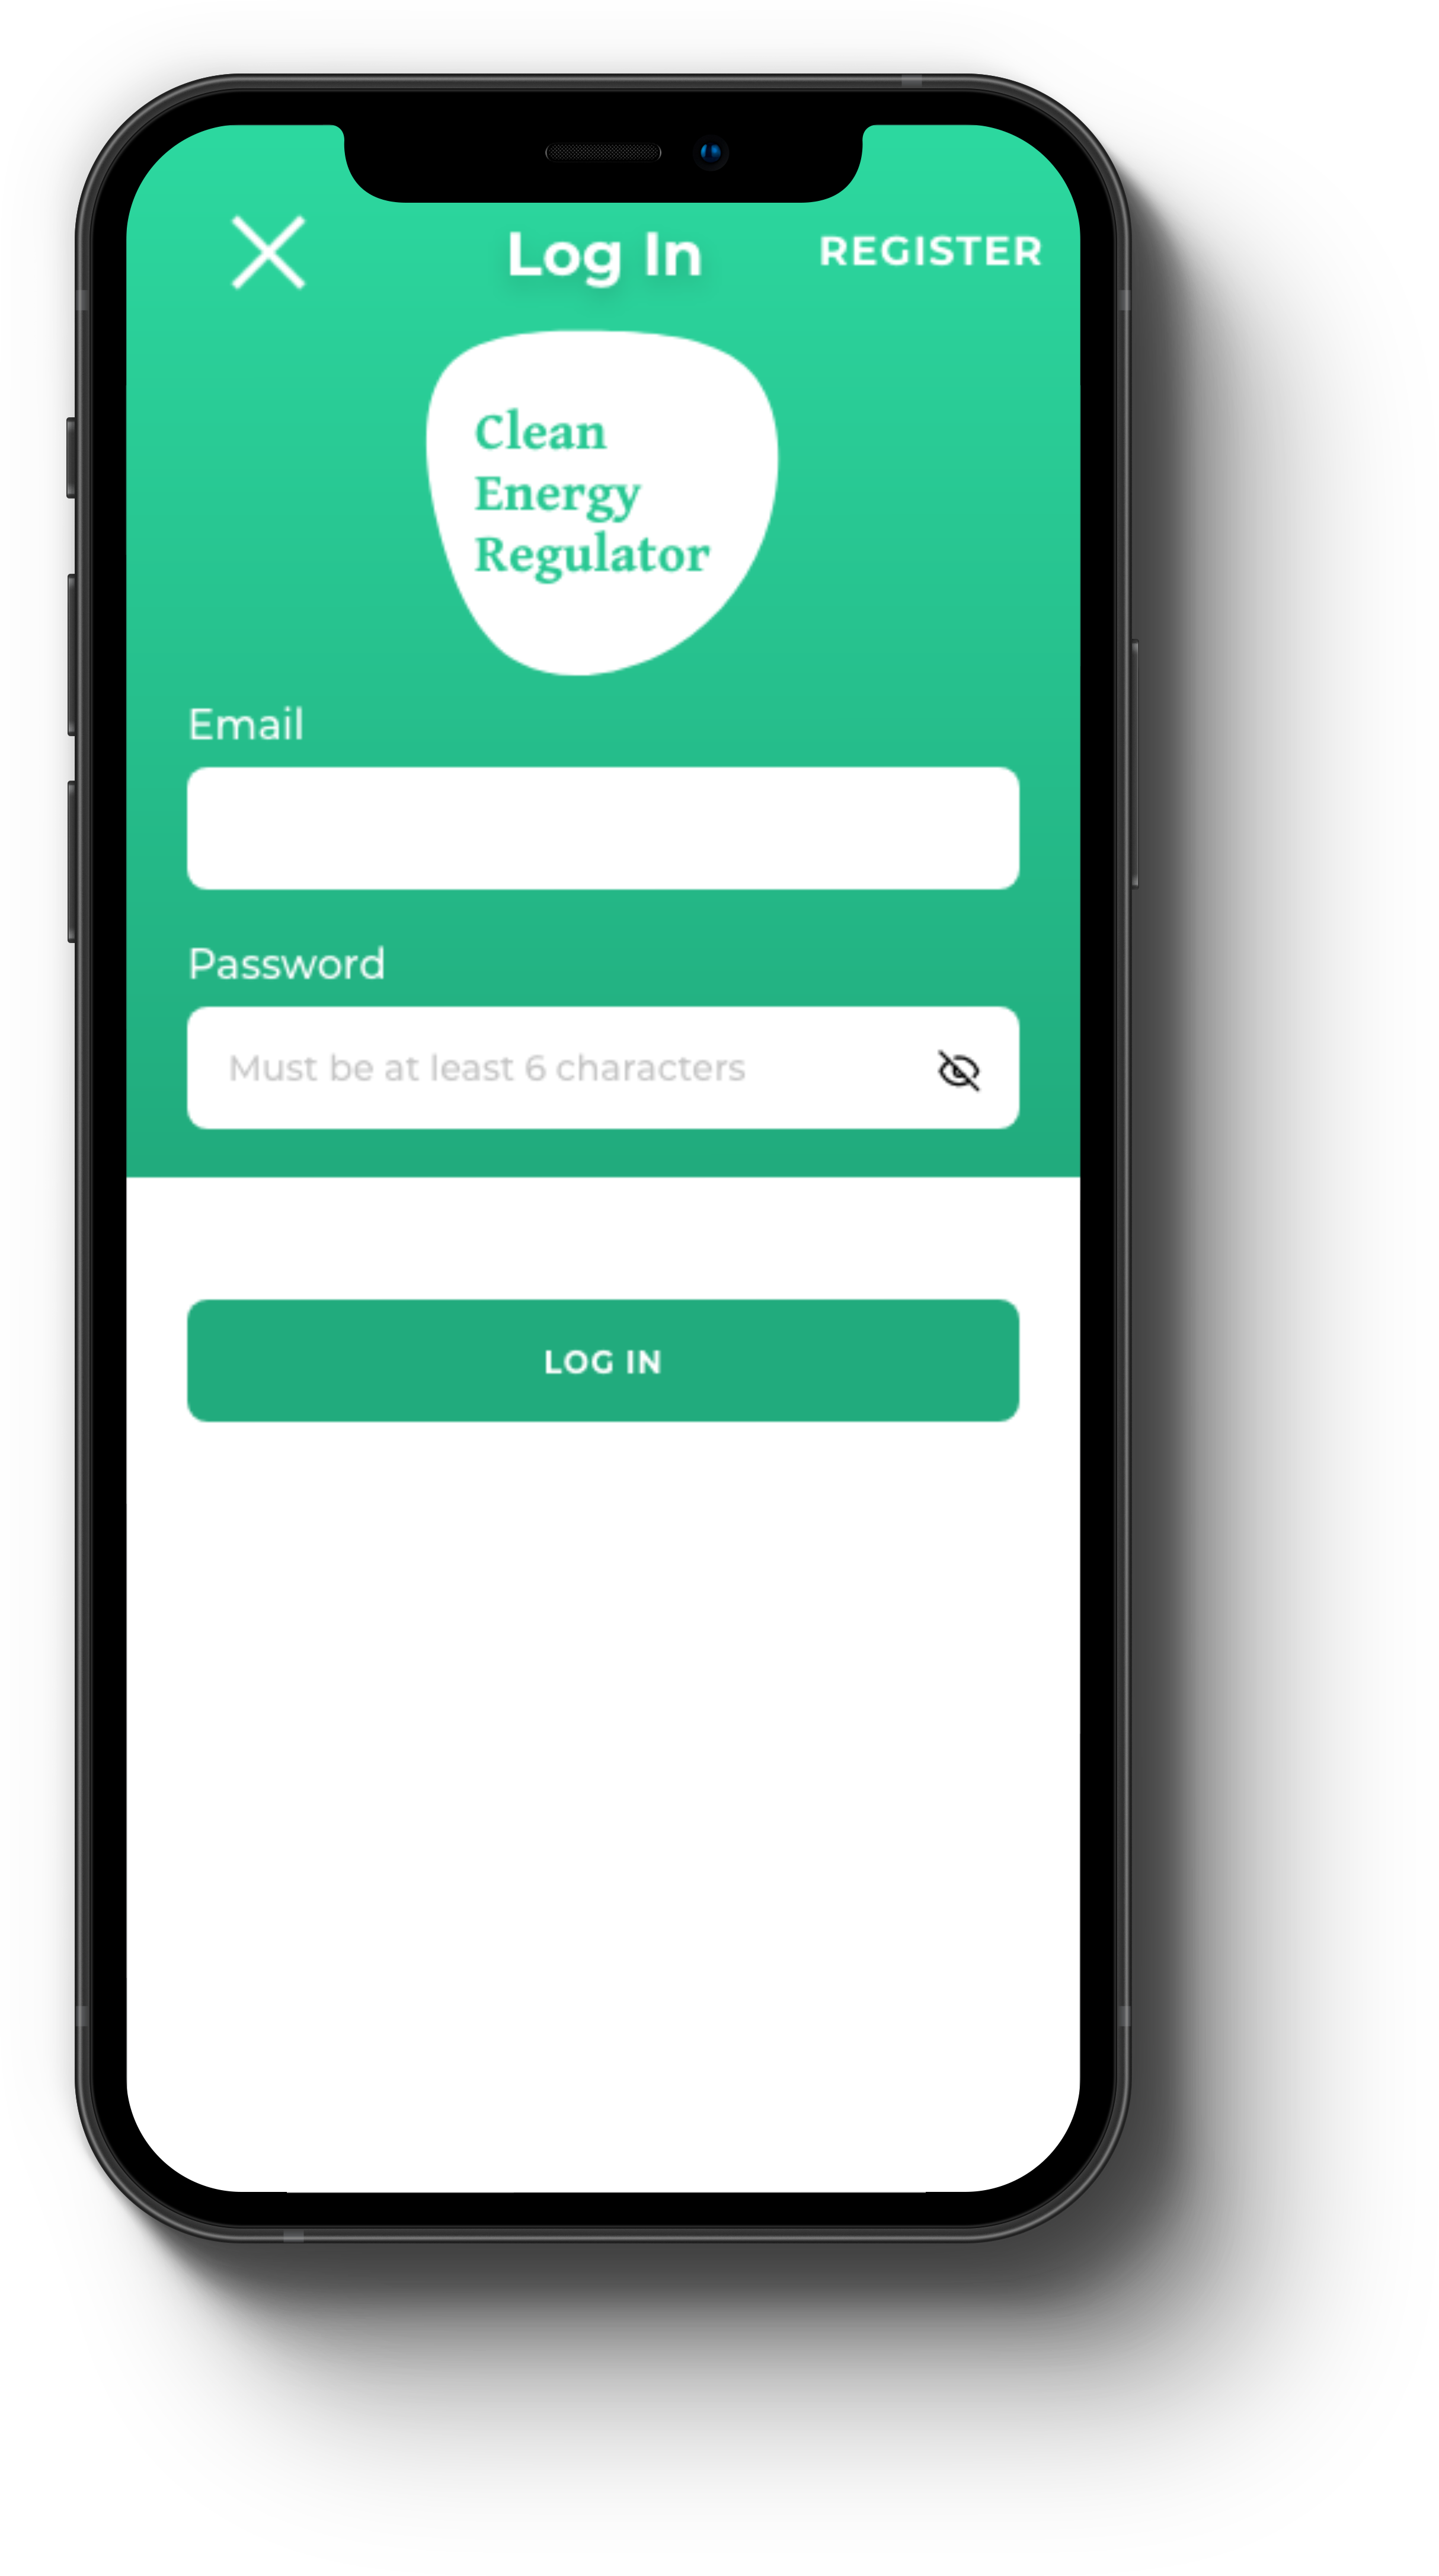 Log In
REGISTER
Clean
Energy
Regulator
Email
Password
Must be at least 6 characters
LOG IN